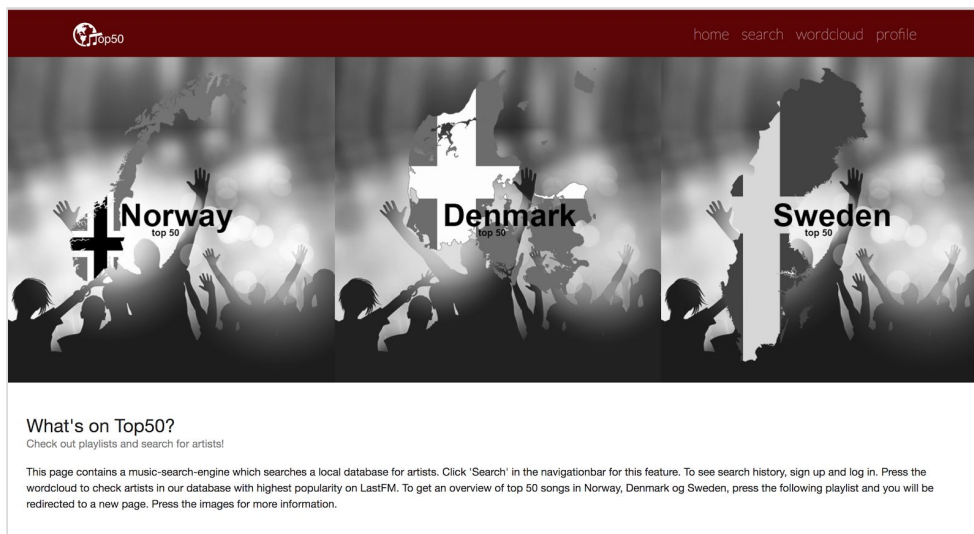 Top50
home search wordcloud profile
Norway
top 50
Denmark
top 50
Sweden
top 50
What's on Top50?
Check out playlists and search for artists!
This page contains a music-search-engine which searches a local database for artists. Click 'Search' in the navigationbar for this feature. To see search history, sign up and log in. Press the
wordcloud to check artists in our database with highest popularity on LastFM. To get an overview of top 50 songs in Norway, Denmark og Sweden, press the following playlist and you will be
redirected to a new page. Press the images for more information.